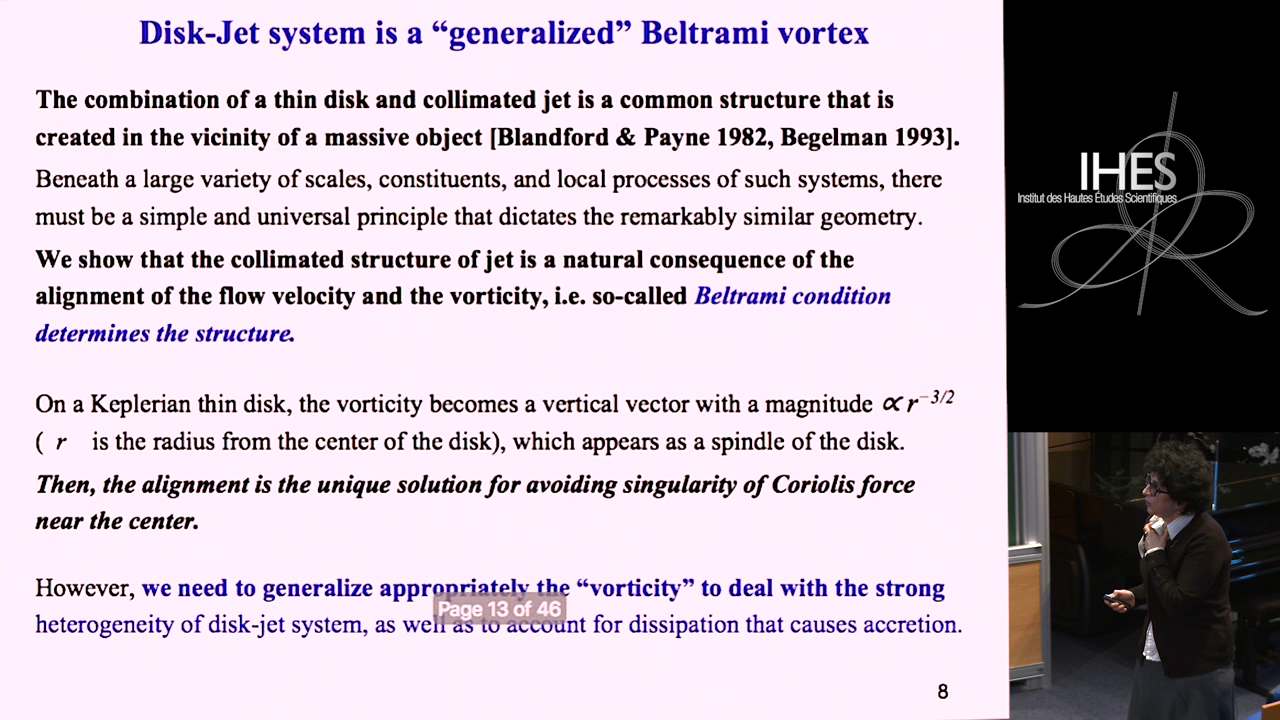 Disk-Jet system is a “generalized” Beltrami vortex
The combination of a thin disk and collimated jet is a common structure that is
created in the vicinity of a massive object [Blandford & Payne 1982, Begelman 1993].
Beneath a large variety of scales, constituents, and local processes of such systems, there
must be a simple and universal principle that dictates the remarkably similar geometry.
We show that the collimated structure of jet is a natural consequence of the
alignment of the flow velocity and the vorticity, i.e. so-called Beltrami condition
determines the structure.
On a Keplerian thin disk, the vorticity becomes a vertical vector with a magnitude ∝ r^{-3/2}
( r is the radius from the center of the disk), which appears as a spindle of the disk.
Then, the alignment is the unique solution for avoiding singularity of Coriolis force
near the center.
However, we need to generalize appropriately the “vorticity” to deal with the strong
heterogeneity of disk-jet system, as well as to account for dissipation that causes accretion.
Page 13 of 46
8
IHES
Institut des Hautes Études Scientifiques